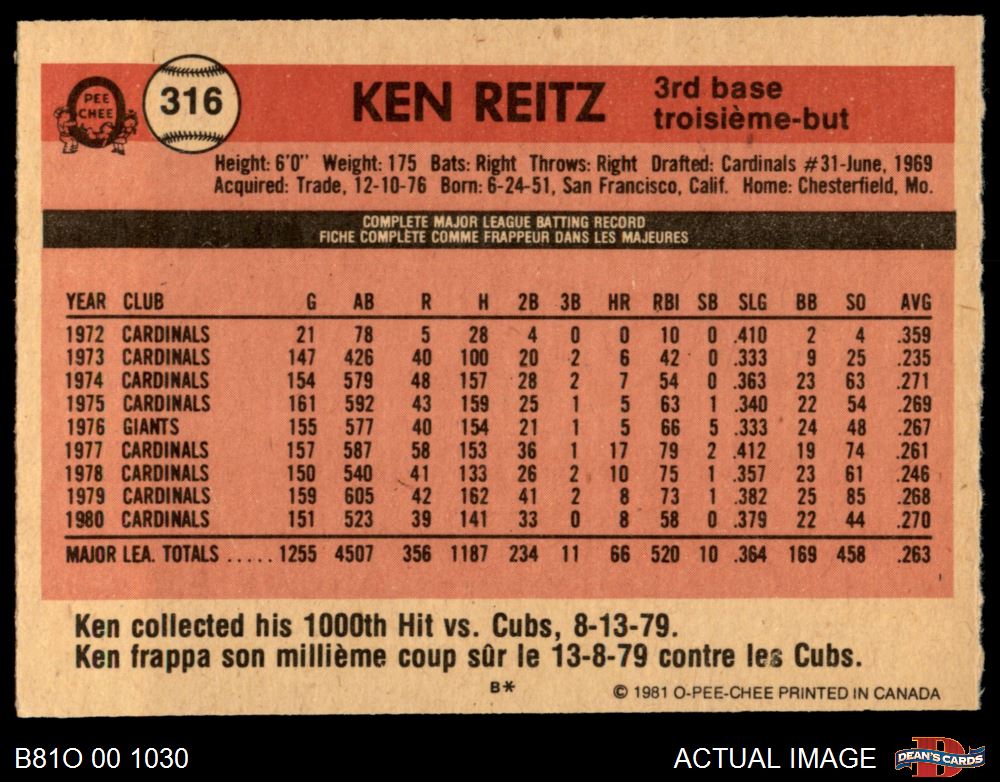 PEE
CHEE
316
KEN REITZ
3rd base
troisième-but
Height: 6'0" Weight: 175 Bats: Right Throws: Right Drafted: Cardinals #31-June, 1969
Acquired: Trade, 12-10-76 Born: 6-24-51, San Francisco, Calif. Home: Chesterfield, Mo.
COMPLETE MAJOR LEAGUE BATTING RECORD
FICHE COMPLÈTE COMME FRAPPEUR DANS LES MAJEURES
YEAR CLUB G AB R H 2B 3B HR RBI SB SLG BB SO AVG
1972 CARDINALS 21 78 5 28 4 0 0 10 0 .410 2 4 .359
1973 CARDINALS 147 426 40 100 20 2 6 42 0 .333 9 25 .235
1974 CARDINALS 154 579 48 157 28 2 7 54 0 .363 23 63 .271
1975 CARDINALS 161 592 43 159 25 1 5 63 1 .340 22 54 .269
1976 GIANTS 155 577 40 154 21 1 5 66 5 .333 24 48 .267
1977 CARDINALS 157 587 58 153 36 1 17 79 2 .412 19 74 .261
1978 CARDINALS 150 540 41 133 26 2 10 75 1 .357 23 61 .246
1979 CARDINALS 159 605 42 162 41 2 8 73 1 .382 25 85 .268
1980 CARDINALS 151 523 39 141 33 0 8 58 0 .379 22 44 .270
MAJOR LEA. TOTALS ..... 1255 4507 356 1187 234 11 66 520 10 .364 169 458 .263
Ken collected his 1000th Hit vs. Cubs, 8-13-79.
Ken frappa son millième coup sûr le 13-8-79 contre les Cubs.
B*
© 1981 O-PEE-CHEE PRINTED IN CANADA
B81O 00 1030
ACTUAL IMAGE
DEAN'S CARDS